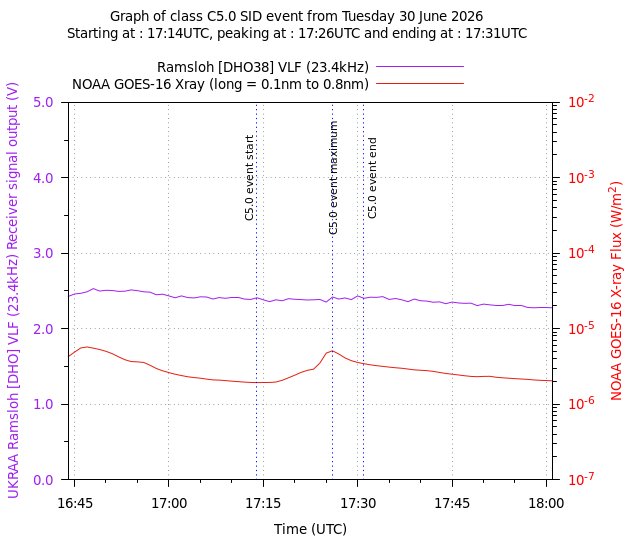 Graph of class C5.0 SID event from Tuesday 30 June 2026
Starting at : 17:14UTC, peaking at : 17:26UTC and ending at : 17:31UTC
Ramsloh [DHO38] VLF (23.4kHz)
NOAA GOES-16 Xray (long = 0.1nm to 0.8nm)
UKRAA Ramsloh [DHO] VLF (23.4kHz) Receiver signal output (V)
5.0
4.0
3.0
2.0
1.0
0.0
C5.0 event start
C5.0 event maximum
C5.0 event end
10-2
10-3
10-4
10-5
10-6
10-7
NOAA GOES-16 X-ray Flux (W/m2)
16:45 17:00 17:15 17:30 17:45 18:00
Time (UTC)